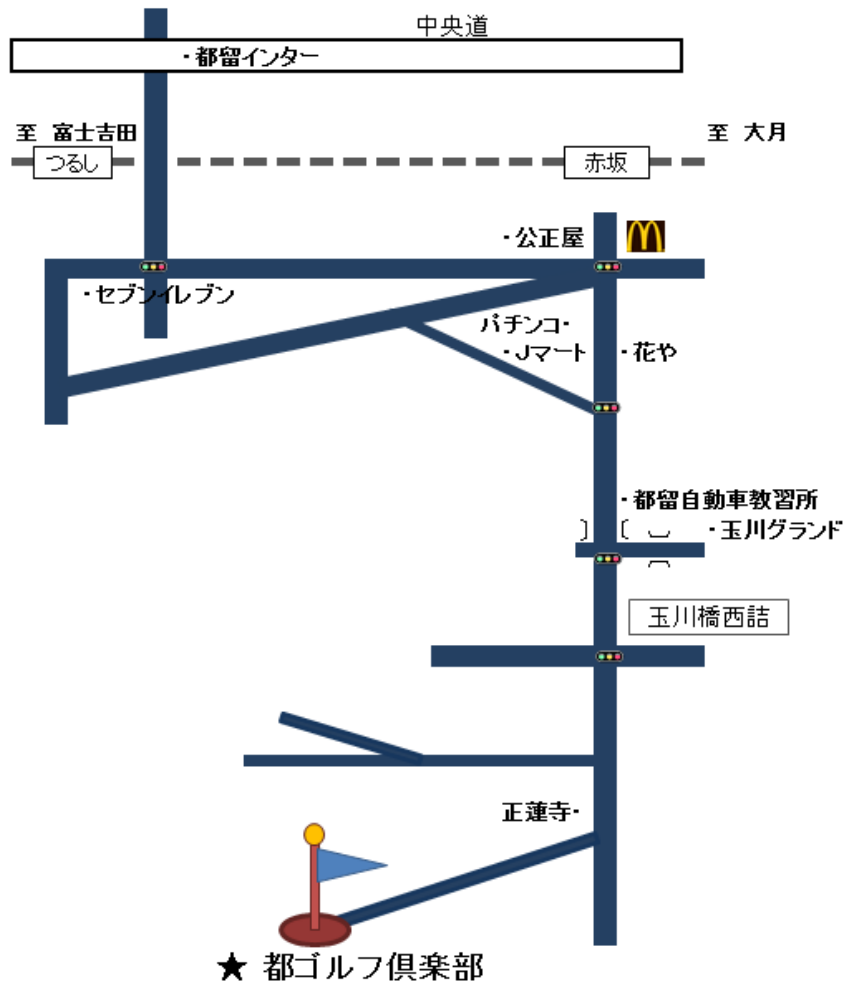 中央道
・都留インター
至 富士吉田
至 大月
つるし
赤坂
・公正屋
・セブンイレブン
パチンコ・
・Jマート
・花や
・都留自動車教習所
・玉川グランド
玉川橋西詰
正蓮寺・
★ 都ゴルフ倶楽部